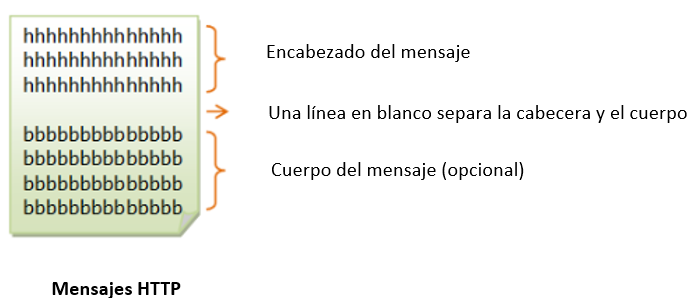 hhhhhhhhhhhhhh
hhhhhhhhhhhhhh
hhhhhhhhhhhhhh
Encabezado del mensaje
Una línea en blanco separa la cabecera y el cuerpo
bbbbbbbbbbbbbb
bbbbbbbbbbbbbb
bbbbbbbbbbbbbb
bbbbbbbbbbbbbb
Cuerpo del mensaje (opcional)
Mensajes HTTP